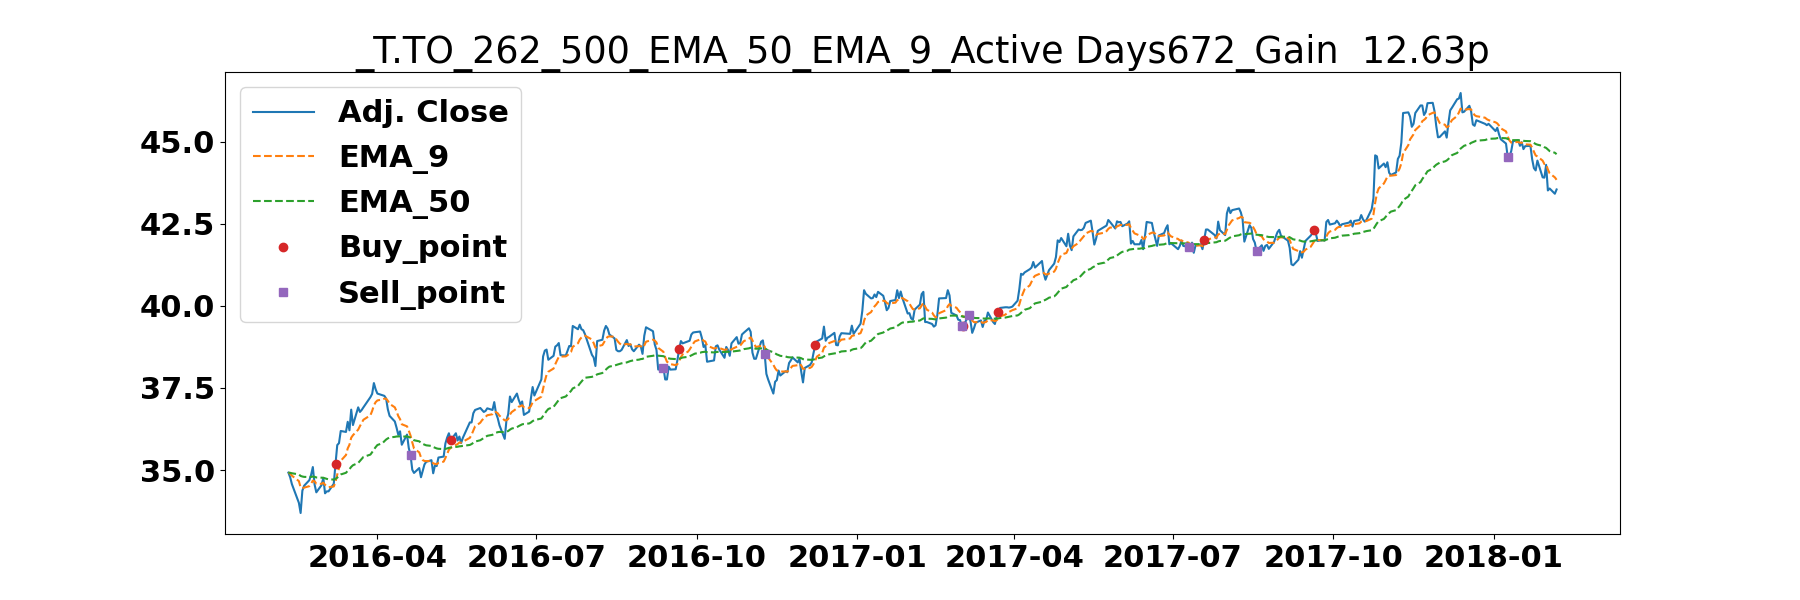 _T.TO_262_500_EMA_50_EMA_9_Active Days672_Gain  12.63p
Adj. Close
EMA_9
EMA_50
Buy_point
Sell_point
45.0
42.5
40.0
37.5
35.0
2016-04 2016-07 2016-10 2017-01 2017-04 2017-07 2017-10 2018-01